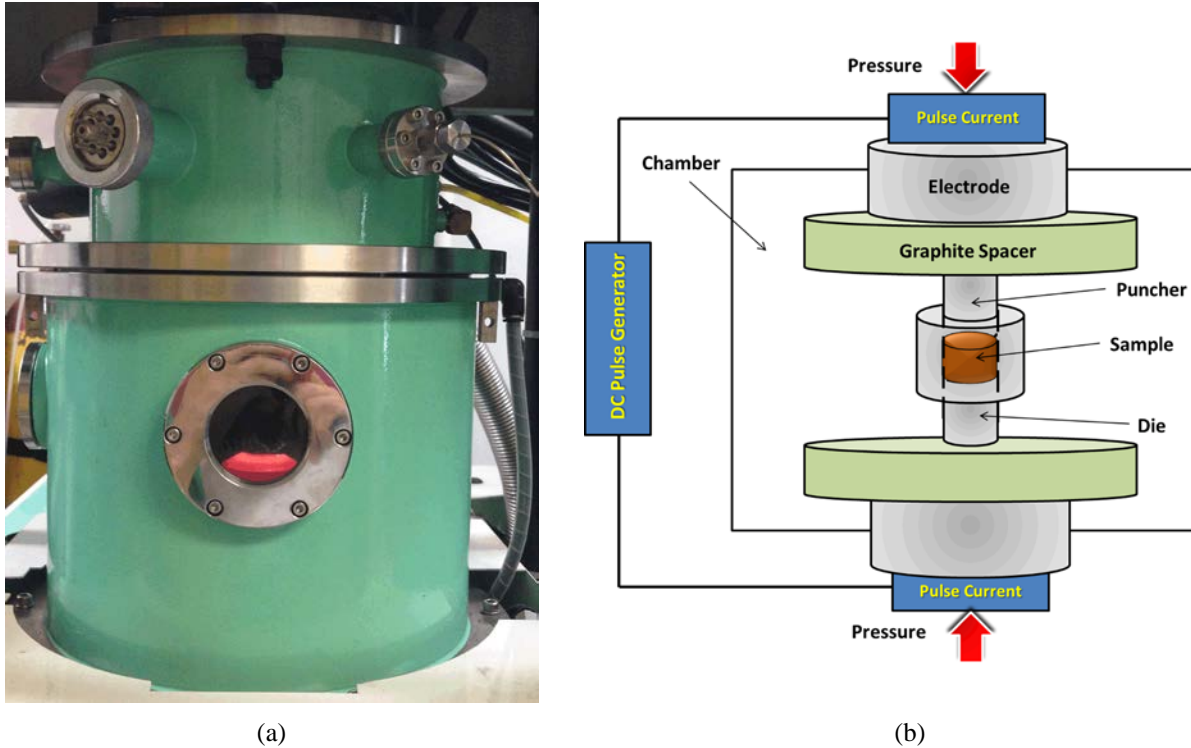 Pressure
Pulse Current
Chamber
Electrode
Graphite Spacer
Puncher
DC Pulse Generator
Sample
Die
Pulse Current
Pressure
(a)
(b)